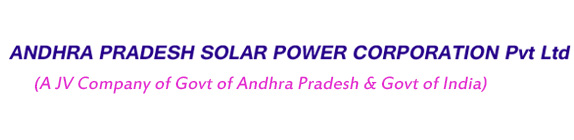 ANDHRA PRADESH SOLAR POWER CORPORATION Pvt Ltd
(A JV Company of Govt of Andhra Pradesh & Govt of India)